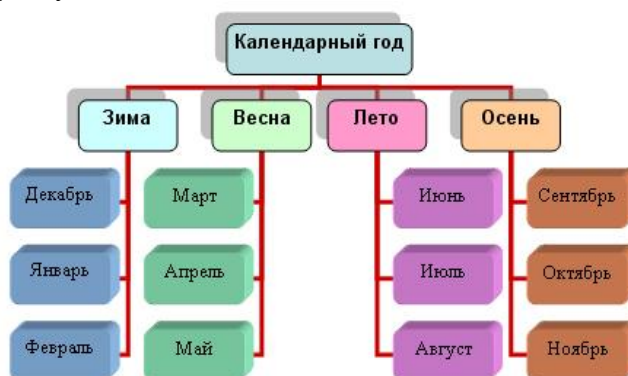 Календарный год
Зима
Весна
Лето
Осень
Декабрь
Март
Июнь
Сентябрь
Январь
Апрель
Июль
Октябрь
Февраль
Май
Август
Ноябрь